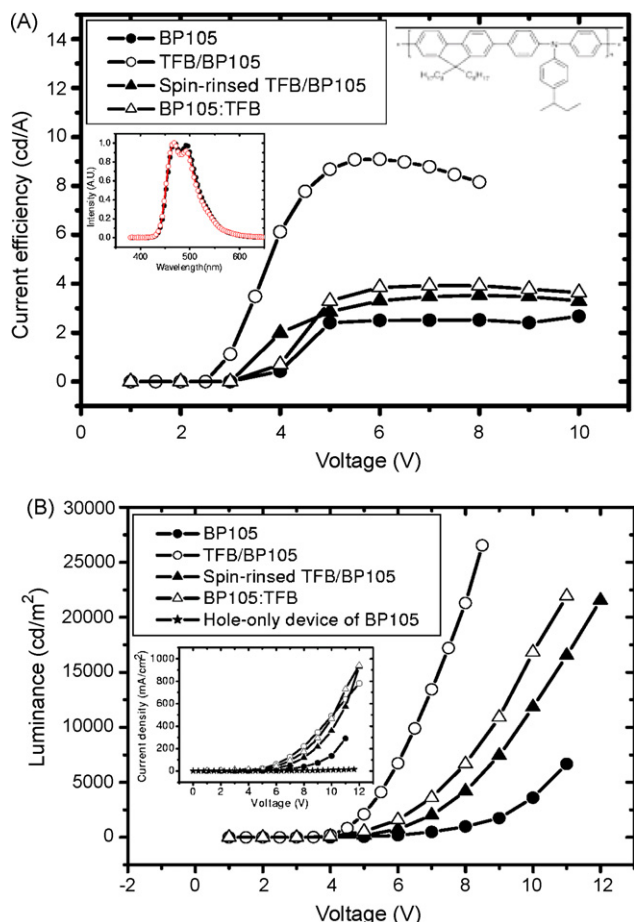 (A)
14
12
10
8
6
4
2
0
Current efficiency (cd/A)
BP105
TFB/BP105
Spin-rinsed TFB/BP105
BP105:TFB
N
H17C8
C8H17
n
1.0
0.8
0.6
0.4
0.2
0.0
Intensity (A.U.)
400
500
600
Wavelength(nm)
0
2
4
6
8
10
Voltage (V)
(B)
30000
25000
20000
15000
10000
5000
0
Luminance (cd/m2)
BP105
TFB/BP105
Spin-rinsed TFB/BP105
BP105:TFB
Hole-only device of BP105
1000
800
600
400
200
0
Current density (mA/cm2)
0
2
4
6
8
10
12
Voltage (V)
-2
0
2
4
6
8
10
12
Voltage (V)